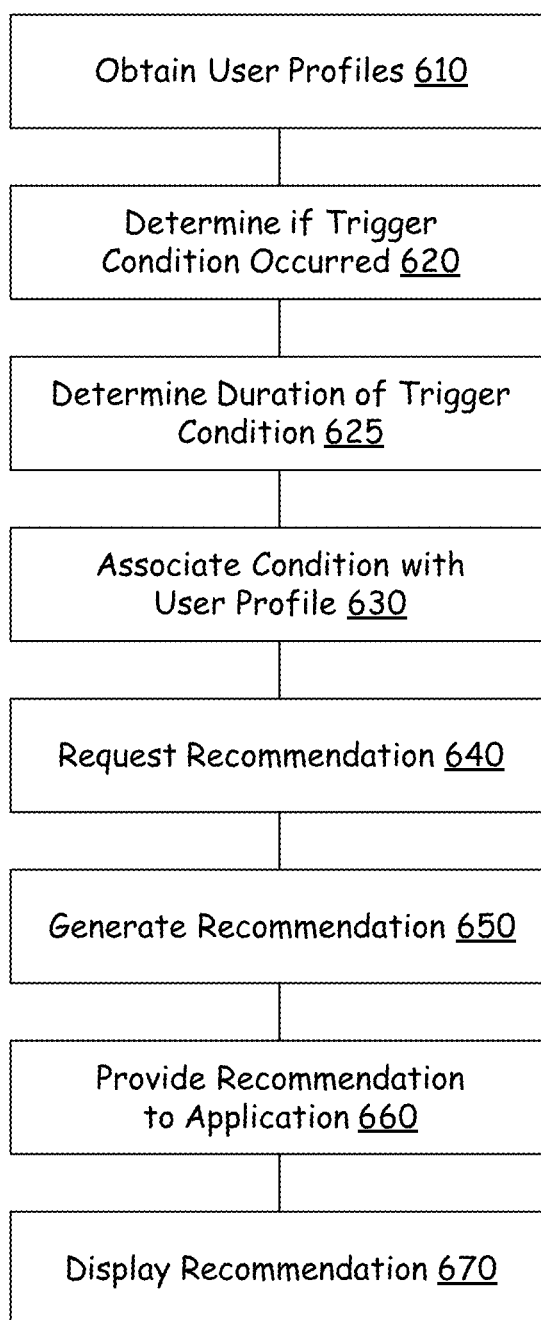 Obtain User Profiles 610
Determine if Trigger
Condition Occurred 620
Determine Duration of Trigger
Condition 625
Associate Condition with
User Profile 630
Request Recommendation 640
Generate Recommendation 650
Provide Recommendation
to Application 660
Display Recommendation 670